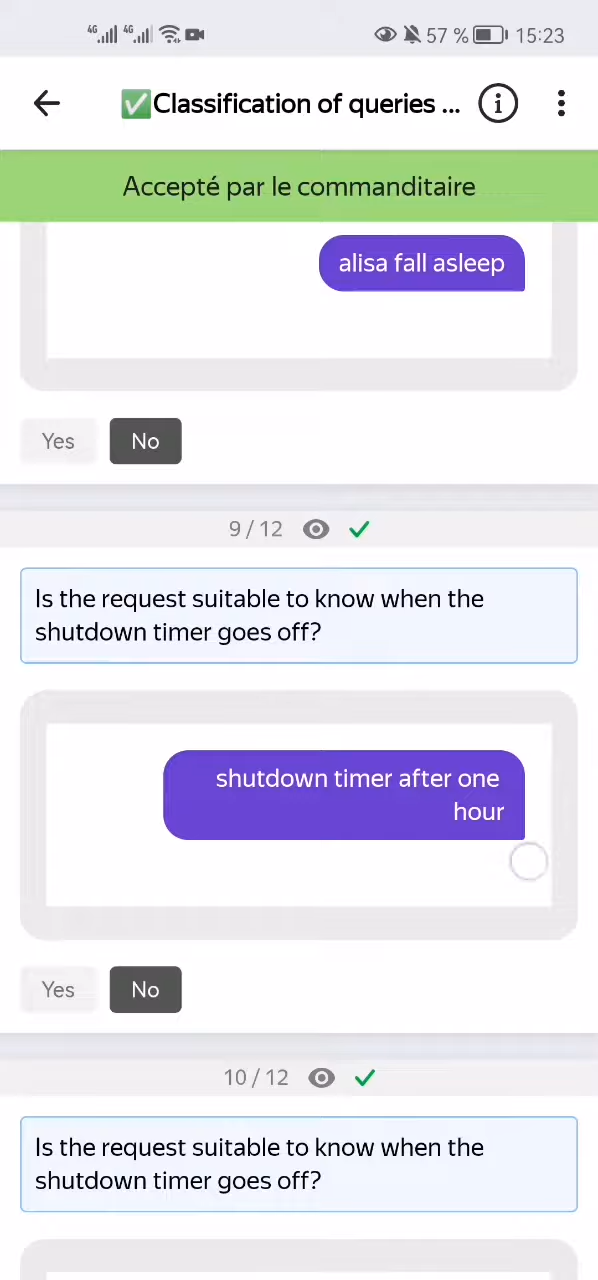 4G 4G 57 % 15:23
✅Classification of queries ...
Accepté par le commanditaire
alisa fall asleep
Yes No
9 / 12
Is the request suitable to know when the
shutdown timer goes off?
shutdown timer after one
hour
Yes No
10 / 12
Is the request suitable to know when the
shutdown timer goes off?